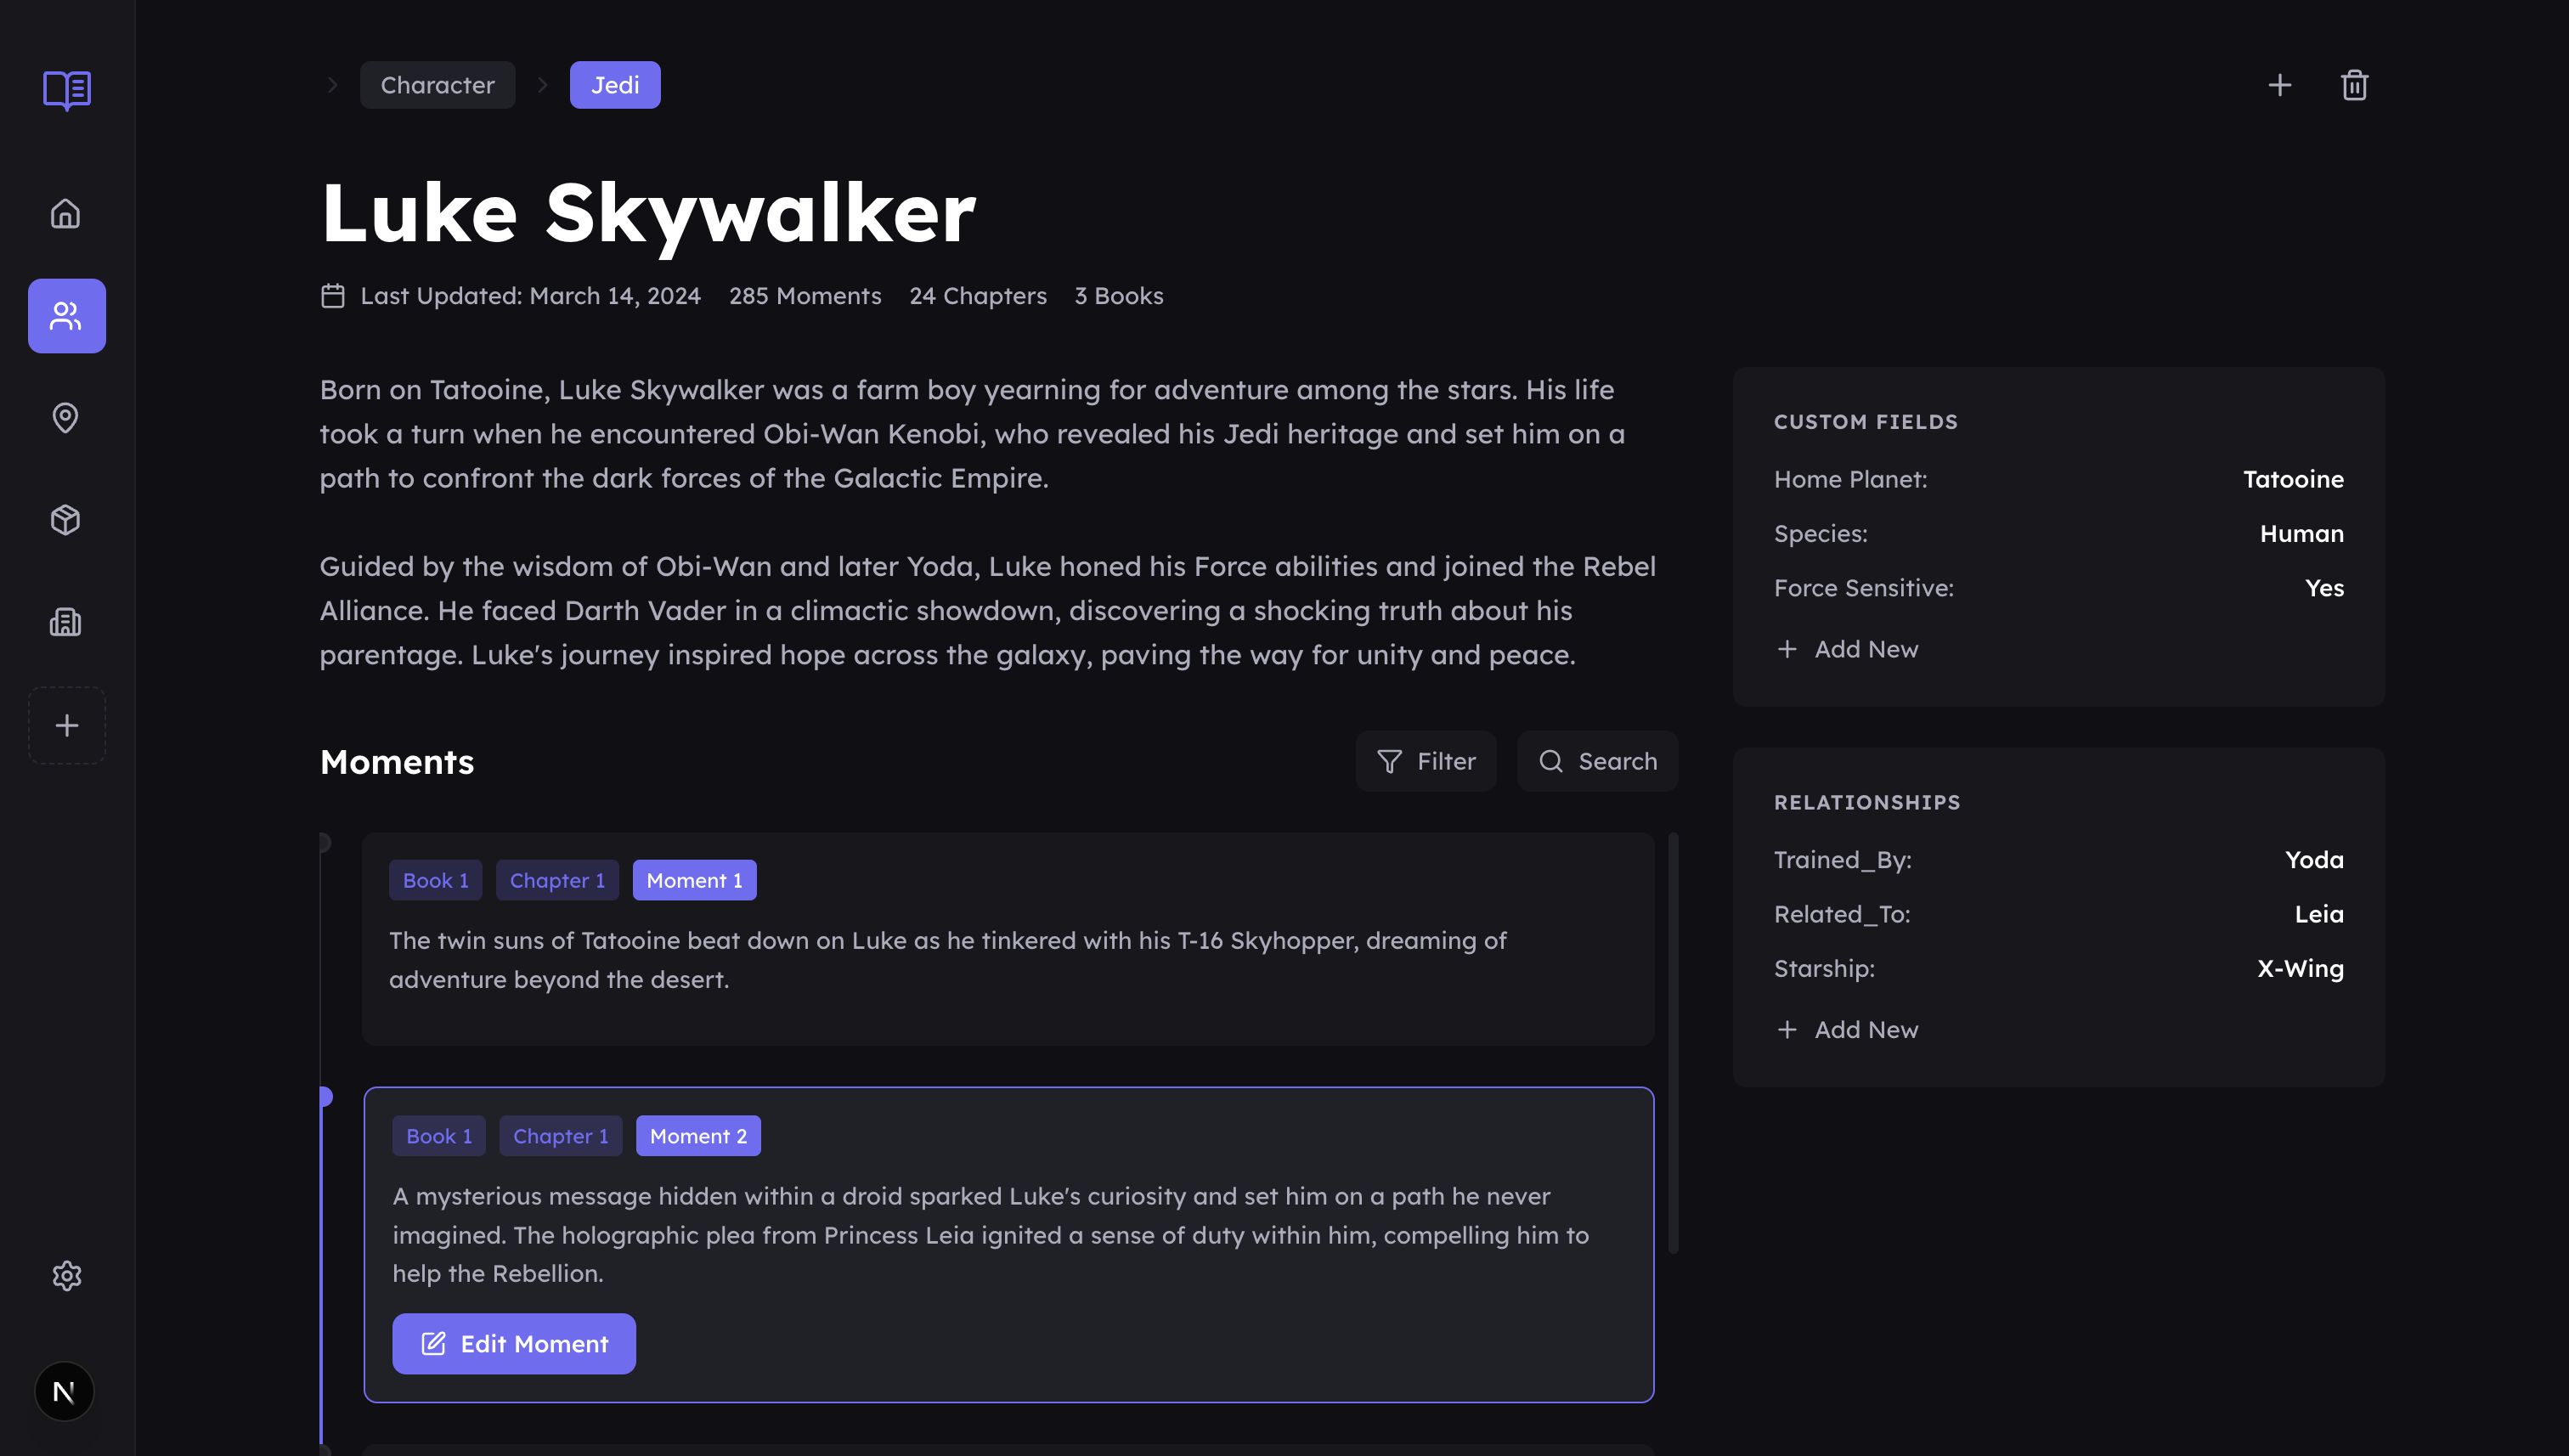 Character
Jedi
Luke Skywalker
Last Updated: March 14, 2024 285 Moments 24 Chapters 3 Books
Born on Tatooine, Luke Skywalker was a farm boy yearning for adventure among the stars. His life
took a turn when he encountered Obi-Wan Kenobi, who revealed his Jedi heritage and set him on a
path to confront the dark forces of the Galactic Empire.
Guided by the wisdom of Obi-Wan and later Yoda, Luke honed his Force abilities and joined the Rebel
Alliance. He faced Darth Vader in a climactic showdown, discovering a shocking truth about his
parentage. Luke's journey inspired hope across the galaxy, paving the way for unity and peace.
Moments
Filter
Search
Book 1 Chapter 1 Moment 1
The twin suns of Tatooine beat down on Luke as he tinkered with his T-16 Skyhopper, dreaming of
adventure beyond the desert.
Book 1 Chapter 1 Moment 2
A mysterious message hidden within a droid sparked Luke's curiosity and set him on a path he never
imagined. The holographic plea from Princess Leia ignited a sense of duty within him, compelling him to
help the Rebellion.
Edit Moment
CUSTOM FIELDS
Home Planet: Tatooine
Species: Human
Force Sensitive: Yes
Add New
RELATIONSHIPS
Trained_By: Yoda
Related_To: Leia
Starship: X-Wing
Add New
N